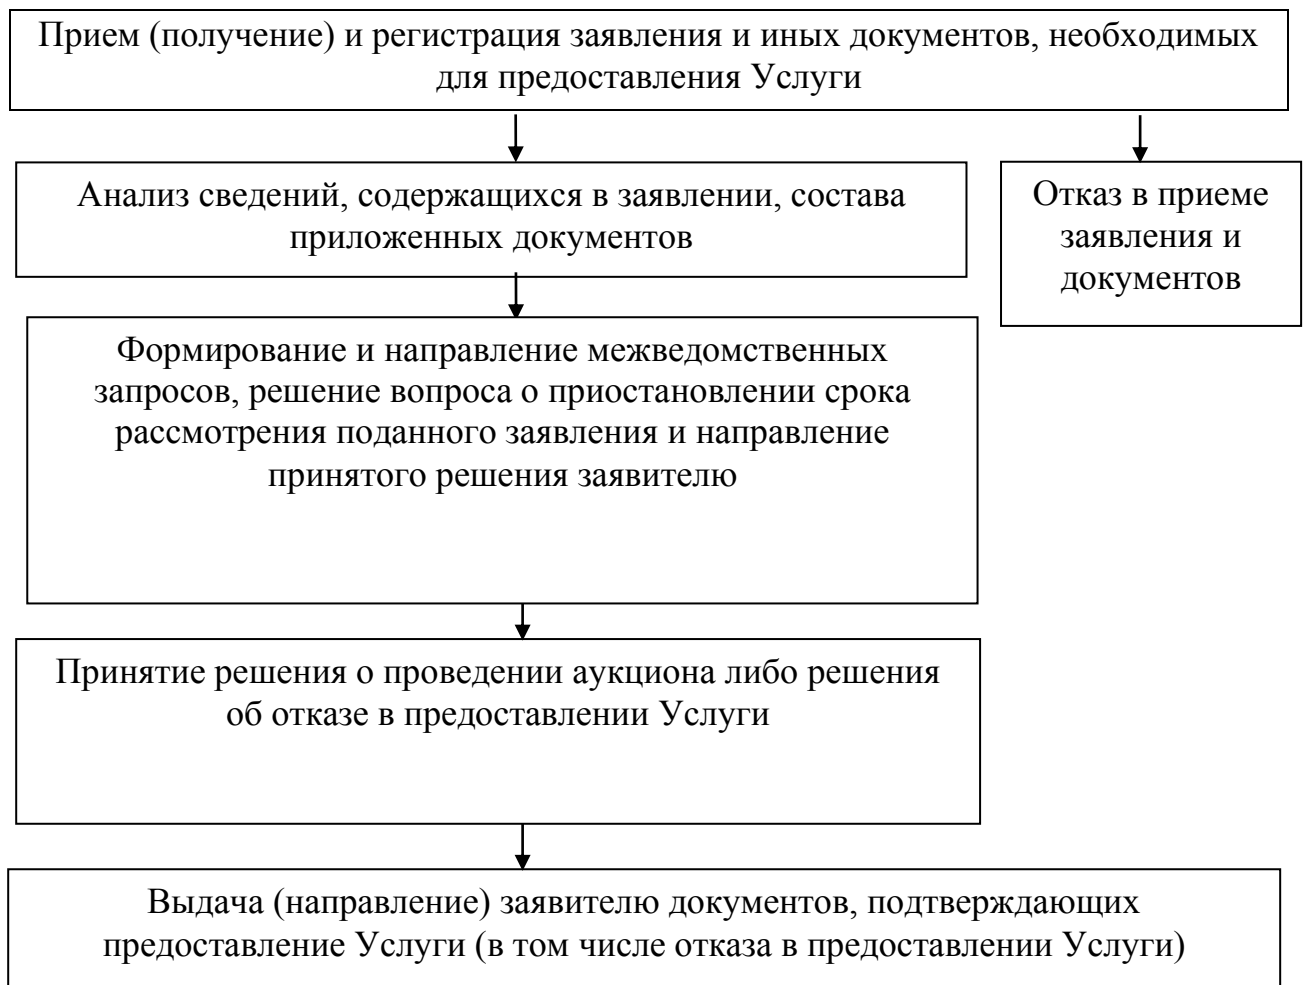 Прием (получение) и регистрация заявления и иных документов, необходимых
для предоставления Услуги
Анализ сведений, содержащихся в заявлении, состава
приложенных документов
Отказ в приеме
заявления и
документов
Формирование и направление межведомственных
запросов, решение вопроса о приостановлении срока
рассмотрения поданного заявления и направление
принятого решения заявителю
Принятие решения о проведении аукциона либо решения
об отказе в предоставлении Услуги
Выдача (направление) заявителю документов, подтверждающих
предоставление Услуги (в том числе отказа в предоставлении Услуги)